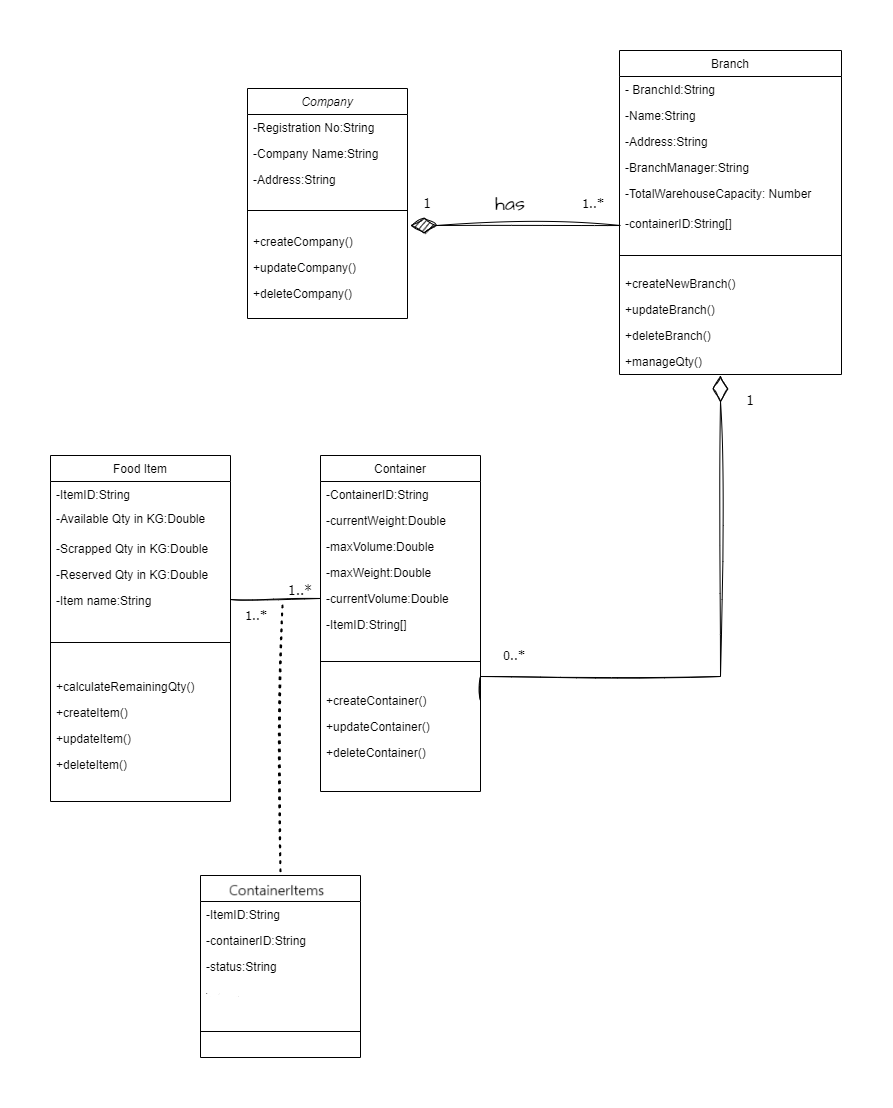 Company
-Registration No:String
-Company Name:String
-Address:String
+createCompany()
+updateCompany()
+deleteCompany()
1
has
1..*
Branch
- BranchId:String
-Name:String
-Address:String
-BranchManager:String
-TotalWarehouseCapacity: Number
-containerID:String[]
+createNewBranch()
+updateBranch()
+deleteBranch()
+manageQty()
1
Food Item
-ItemID:String
-Available Qty in KG:Double
-Scrapped Qty in KG:Double
-Reserved Qty in KG:Double
-Item name:String
+calculateRemainingQty()
+createItem()
+updateItem()
+deleteItem()
1..*
1..*
Container
-ContainerID:String
-currentWeight:Double
-maxVolume:Double
-maxWeight:Double
-currentVolume:Double
-ItemID:String[]
+createContainer()
+updateContainer()
+deleteContainer()
0..*
ContainerItems
-ItemID:String
-containerID:String
-status:String